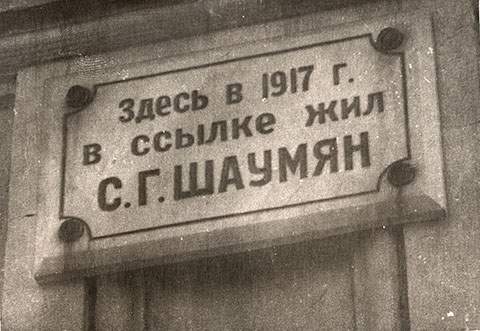 Здесь в 1917 г.
в ссылке жил
С.Г.ШАУМЯН